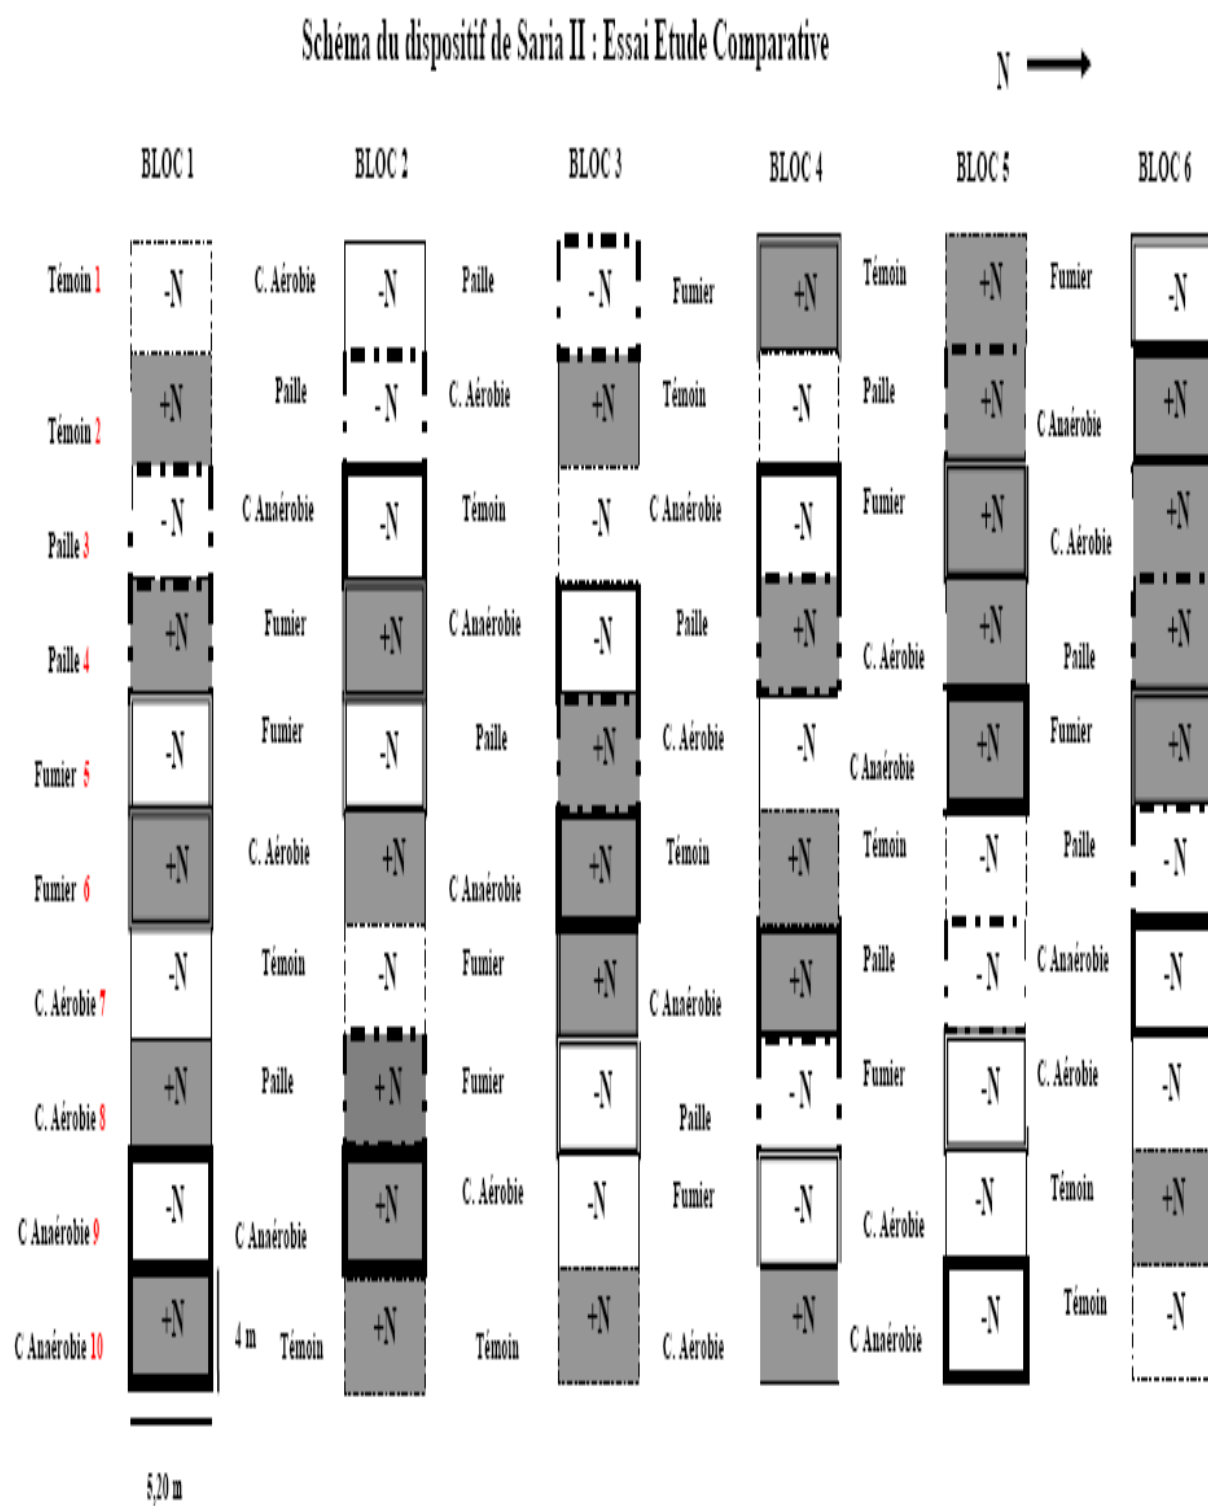 Schéma du dispositif de Saria II : Essai Etude Comparative
N
BLOC 1 BLOC 2 BLOC 3 BLOC 4 BLOC 5 BLOC 6
Témoin 1 -N C. Aérobie -N Paille - N Fumier +N Témoin +N Fumier -N
Témoin 2 +N Paille - N C. Aérobie +N Témoin -N Paille +N C Anaérobie +N
Paille 3 - N C Anaérobie -N Témoin -N C Anaérobie -N Fumier +N C. Aérobie +N
Paille 4 +N Fumier +N C Anaérobie -N Paille +N C. Aérobie +N Paille +N
Fumier 5 -N Fumier -N Paille +N C. Aérobie -N C Anaérobie +N Fumier +N
Fumier 6 +N C. Aérobie +N C Anaérobie +N Témoin +N Témoin -N Paille - N
C. Aérobie 7 -N Témoin -N Fumier +N C Anaérobie +N Paille - N C Anaérobie -N
C. Aérobie 8 +N Paille +N Fumier -N Paille - N Fumier -N C. Aérobie -N
C Anaérobie 9 -N C Anaérobie +N C. Aérobie -N Fumier -N C. Aérobie -N Témoin +N
C Anaérobie 10 +N 4 m Témoin +N Témoin +N C. Aérobie +N C Anaérobie -N Témoin -N
5,20 m